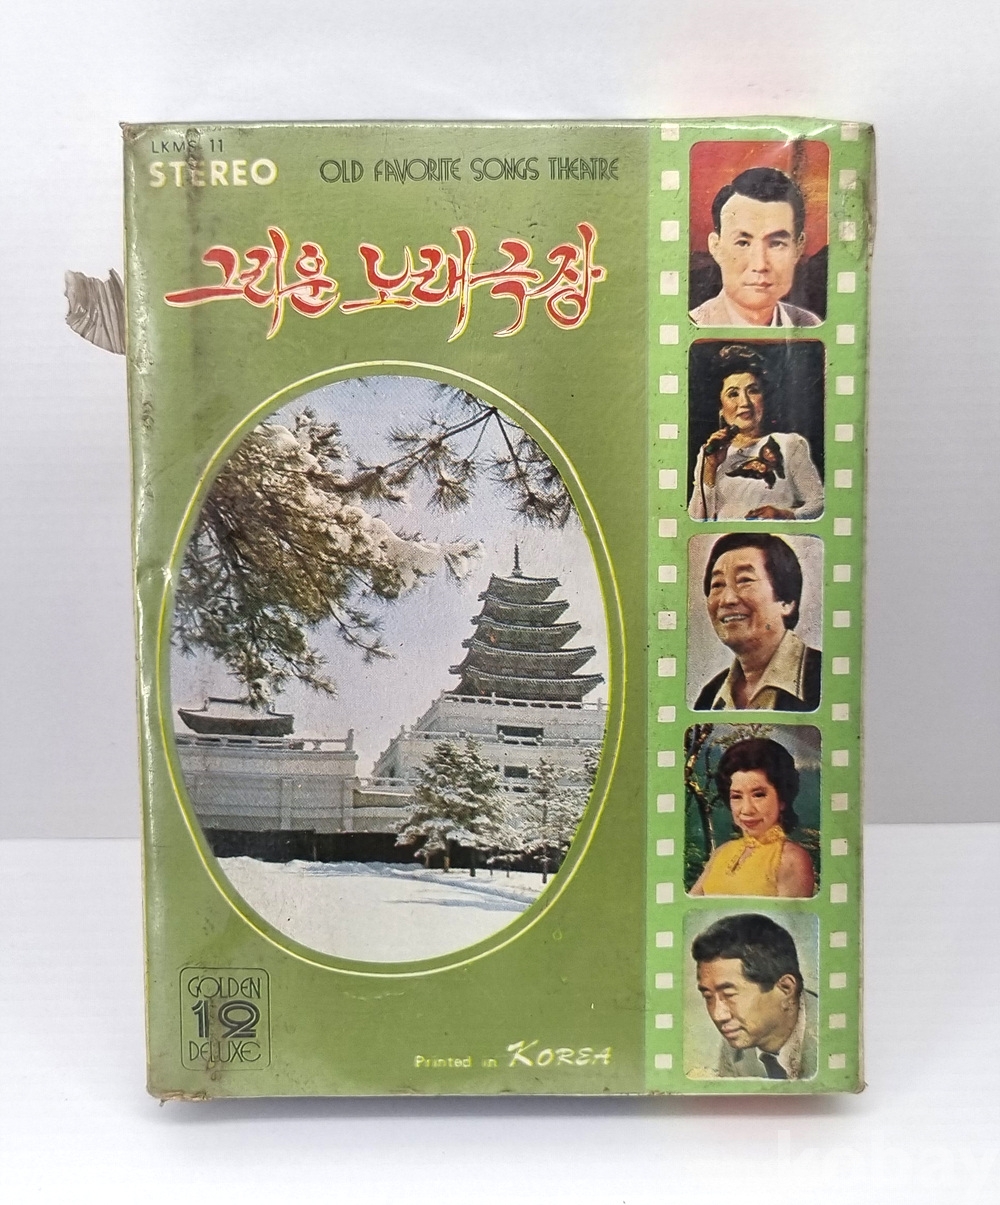 LKMS 11
STEREO
OLD FAVORITE SONGS THEATRE
그리운 노래극장
GOLDEN
12
DELUXE
Printed in KOREA